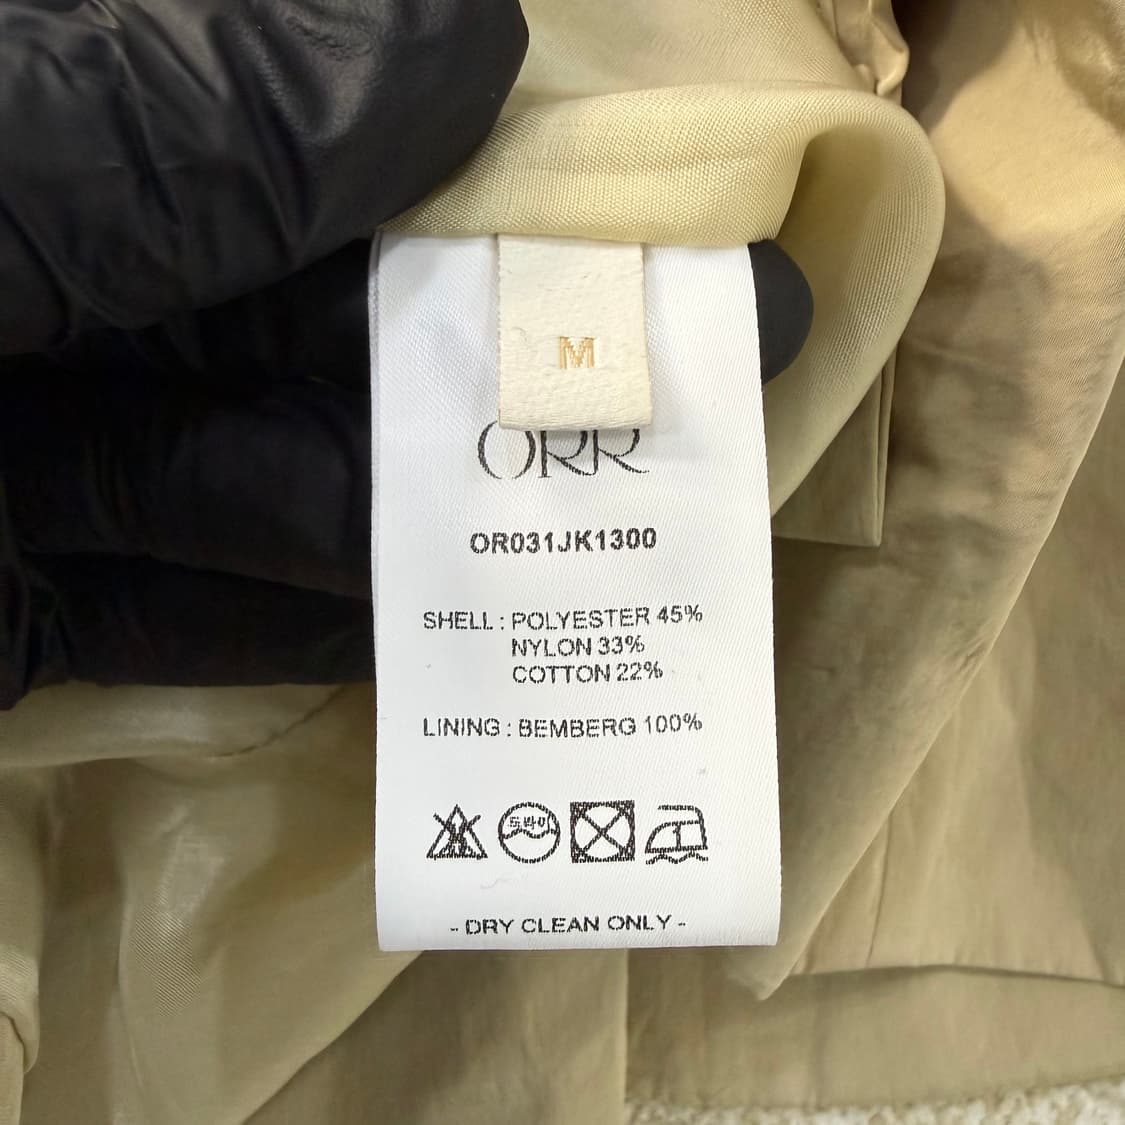 M
ORR
OR031JK1300
SHELL : POLYESTER 45%
NYLON 33%
COTTON 22%
LINING : BEMBERG 100%
드라이
- DRY CLEAN ONLY -